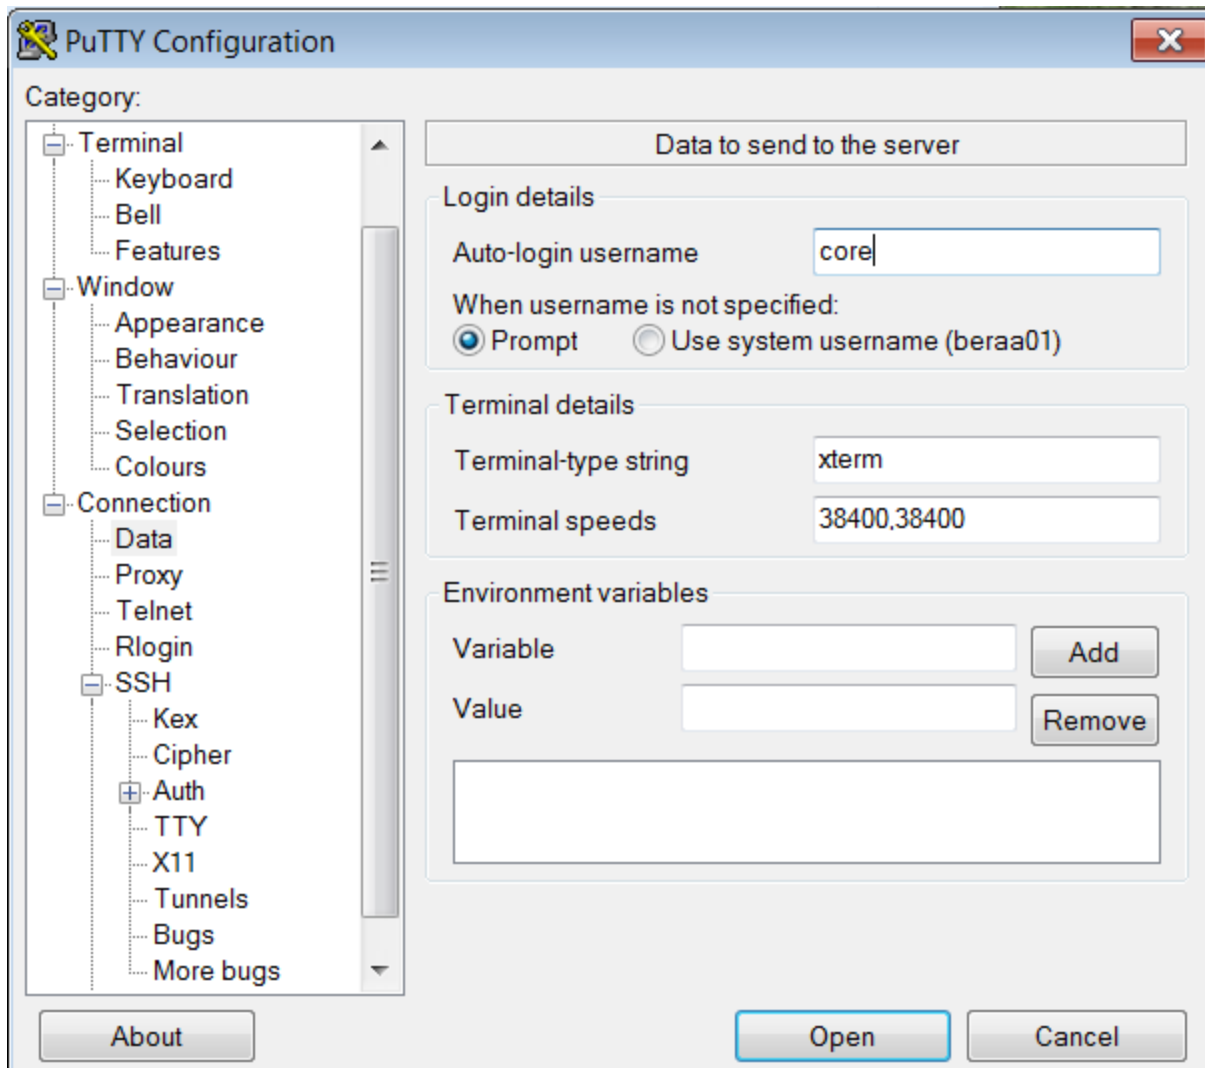 PuTTY Configuration
Category:
Terminal
Keyboard
Bell
Features
Window
Appearance
Behaviour
Translation
Selection
Colours
Connection
Data
Proxy
Telnet
Rlogin
SSH
Kex
Cipher
Auth
TTY
X11
Tunnels
Bugs
More bugs
Data to send to the server
Login details
Auto-login username core
When username is not specified:
Prompt Use system username (beraa01)
Terminal details
Terminal-type string xterm
Terminal speeds 38400,38400
Environment variables
Variable Add
Value Remove
About Open Cancel